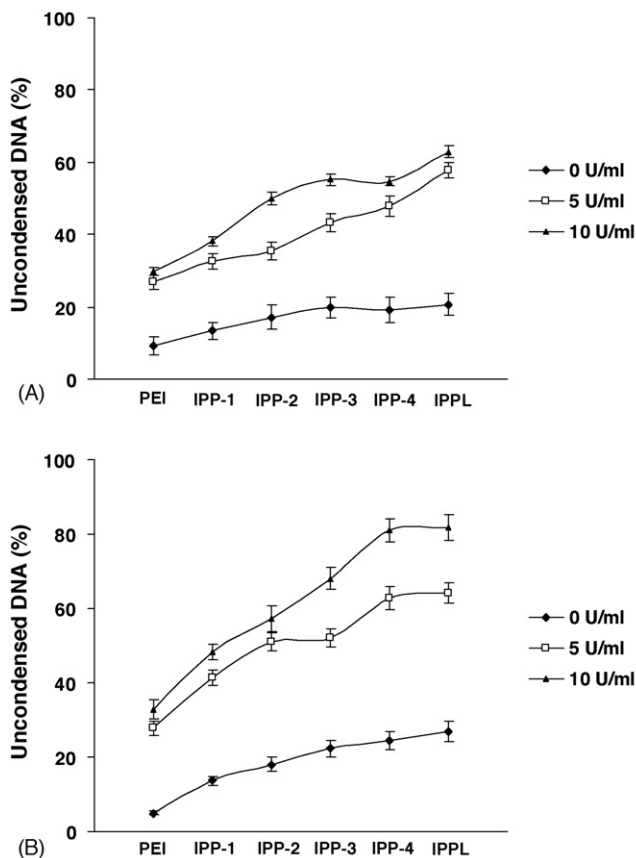 100
80
60
40
20
0
Uncondensed DNA (%)
PEI IPP-1 IPP-2 IPP-3 IPP-4 IPPL
0 U/ml
5 U/ml
10 U/ml
(A)
100
80
60
40
20
0
Uncondensed DNA (%)
PEI IPP-1 IPP-2 IPP-3 IPP-4 IPPL
0 U/ml
5 U/ml
10 U/ml
(B)